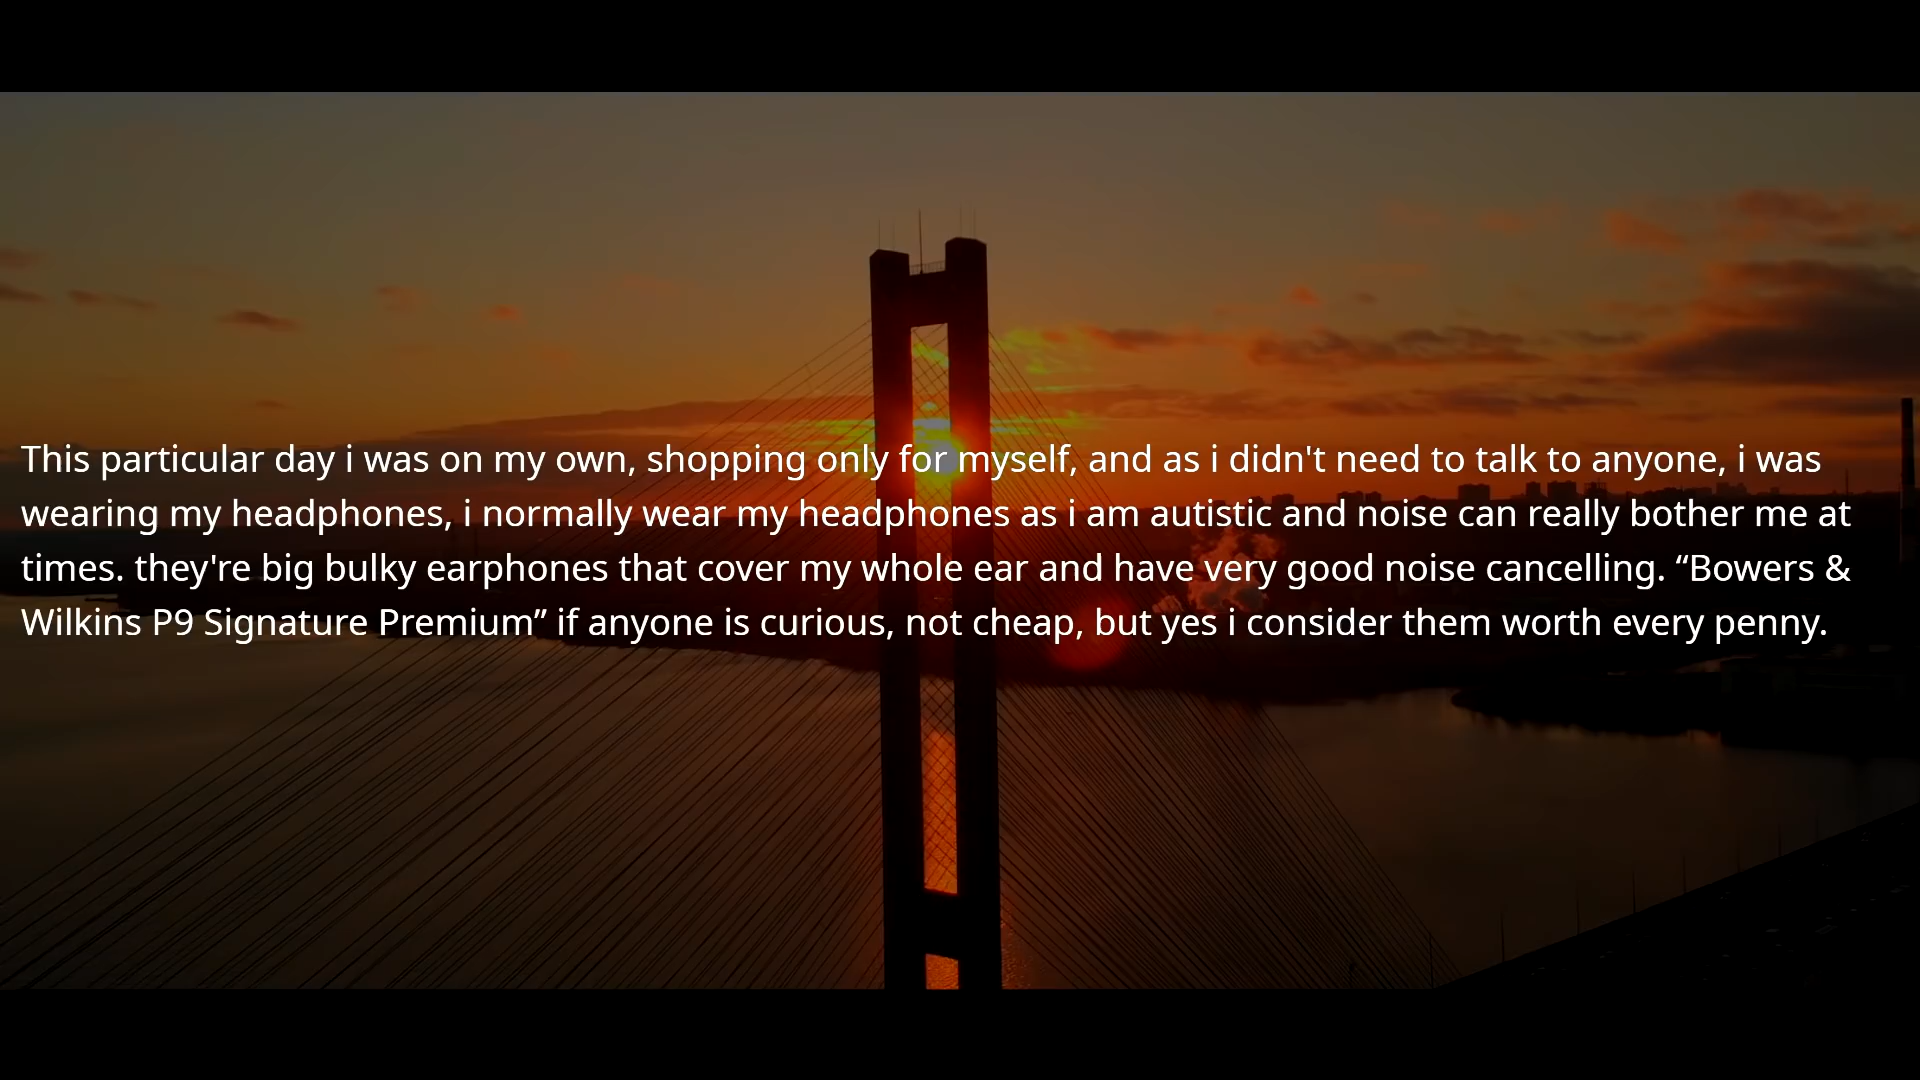 This particular day i was on my own, shopping only for myself, and as i didn't need to talk to anyone, i was
wearing my headphones, i normally wear my headphones as i am autistic and noise can really bother me at
times. they're big bulky earphones that cover my whole ear and have very good noise cancelling. “Bowers &
Wilkins P9 Signature Premium” if anyone is curious, not cheap, but yes i consider them worth every penny.